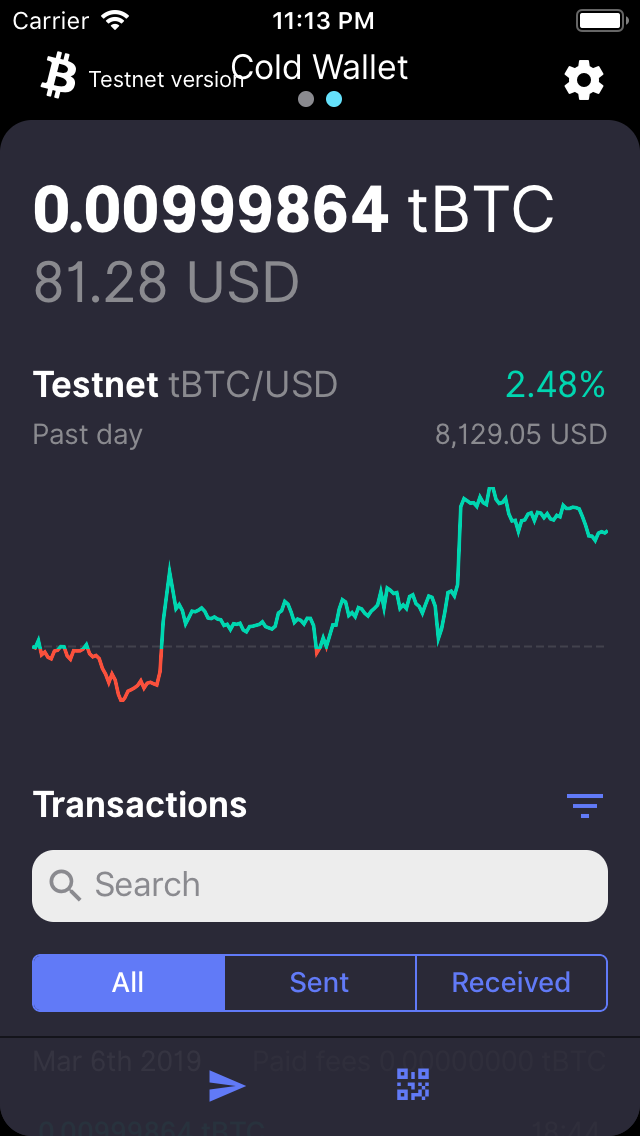 Carrier 11:13 PM
Cold Wallet
Testnet version
0.00999864 tBTC
81.28 USD
Testnet tBTC/USD 2.48%
Past day 8,129.05 USD
Transactions
Search
All Sent Received
Mar 6th 2019 Paid fees 0.00000000 tBTC
0.00999864 tBTC 18:44